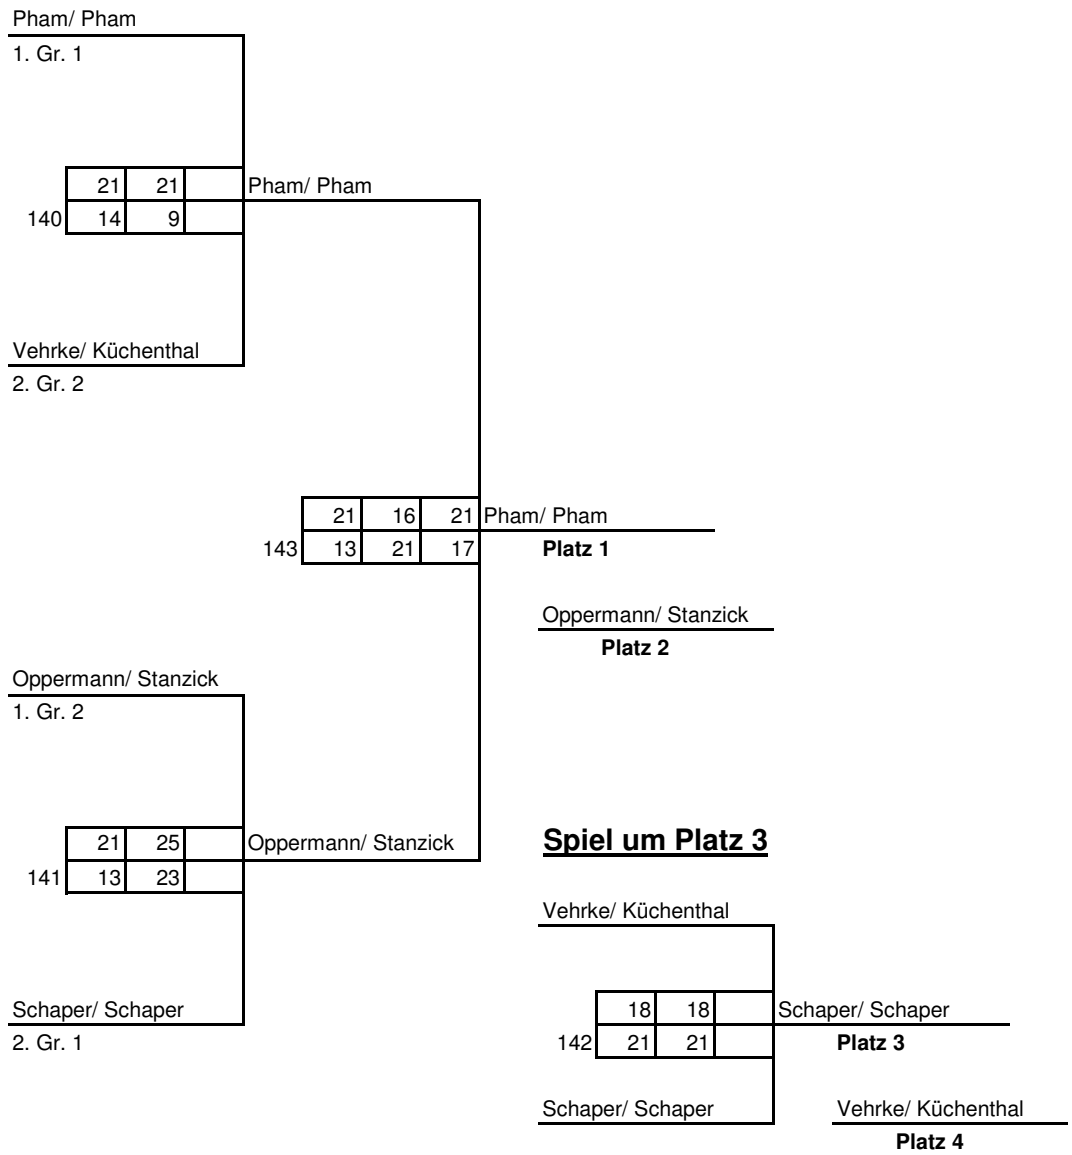 Pham/ Pham
1. Gr. 1
21 21 Pham/ Pham
140 14 9
Vehrke/ Küchenthal
2. Gr. 2
21 16 21 Pham/ Pham
143 13 21 17 Platz 1
Oppermann/ Stanzick
Platz 2
Oppermann/ Stanzick
1. Gr. 2
21 25 Oppermann/ Stanzick
141 13 23
Schaper/ Schaper
2. Gr. 1
Spiel um Platz 3
Vehrke/ Küchenthal
18 18 Schaper/ Schaper
142 21 21 Platz 3
Schaper/ Schaper
Vehrke/ Küchenthal
Platz 4